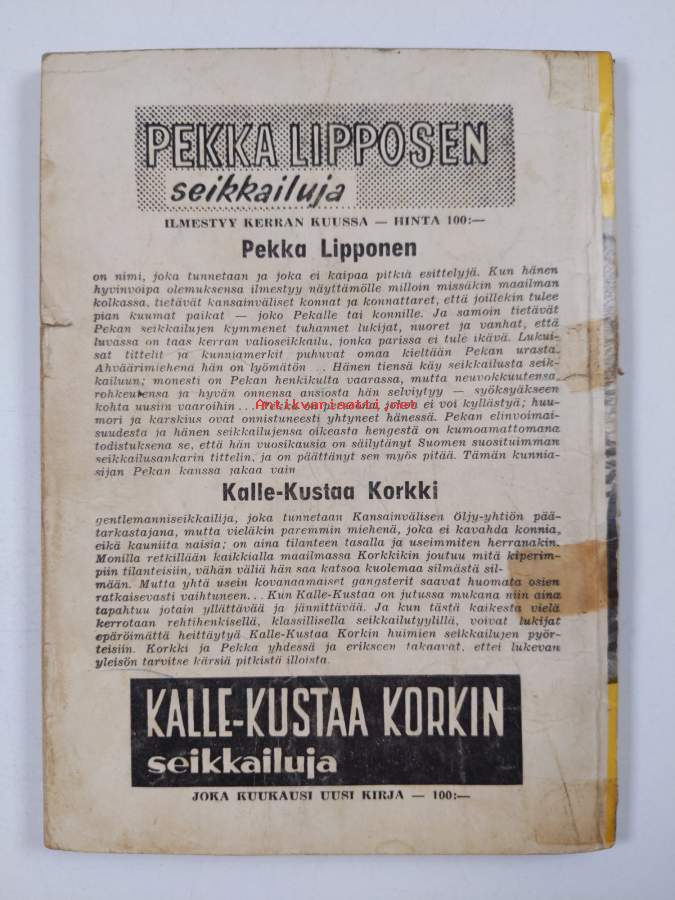 PEKKA LIPPOSEN
seikkailuja
ILMESTYY KERRAN KUUSSA — HINTA 100:—
Pekka Lipponen
on nimi, joka tunnetaan ja joka ei kaipaa pitkiä esittelyjä. Kun hänen
hyvinvoipa olemuksensa ilmestyy näyttämölle milloin missäkin maailman
kolkassa, tietävät kansainväliset konnat ja konnattaret, että joillekin tulee
pian kuumat paikat — joko Pekalle tai konnille. Ja samoin tietävät
Pekan seikkailujen kymmenet tuhannet lukijat, nuoret ja vanhat, että
luvassa on taas kerran valioseikkailu, jonka parissa ei tule ikävä. Lukui-
sat tittelit ja kunniamerkit puhuvat omaa kieltään Pekan urasta.
Ahväärimiehenä hän on lyömätön ... Hänen tiensä käy seikkailusta seik-
kailuun; monesti on Pekan henkikulta vaarassa, mutta neuvokkuutensa,
rohkeutensa ja hyvän onnensa ansiosta hän selviytyy — syöksyäkseen
kohta uusiin vaaroihin ... Pekka on persoona, johon ei voi kyllästyä; huu-
Antikvariaatti.net
mori ja karskius ovat onnistuneesti yhtyneet hänessä. Pekan elinvoimai-
suudesta ja hänen seikkailujensa oikeasta hengestä on kumoamattomana
todistuksena se, että hän vuosikausia on säilyttänyt Suomen suosituimman
seikkailusankarin tittelin, ja on päättänyt sen myös pitää. Tämän kunnia-
sijan Pekan kanssa jakaa vain
Kalle-Kustaa Korkki
gentlemanniseikkailija, joka tunnetaan Kansainvälisen Öljy-yhtiön pää-
tarkastajana, mutta vieläkin paremmin miehenä, joka ei kavahda konnia,
eikä kauniita naisia; on aina tilanteen tasalla ja useimmiten herranakin.
Monilla retkillään kaikkialla maailmassa Korkkikin joutuu mitä kiperim-
piin tilanteisiin, vähän väliä hän saa katsoa kuolemaa silmästä sil-
mään. Mutta yhtä usein kovanaamaiset gangsterit saavat huomata osien
ratkaisevasti vaihtuneen... Kun Kalle-Kustaa on jutussa mukana niin aina
tapahtuu jotain yllättävää ja jännittävää. Ja kun tästä kaikesta vielä
kerrotaan rehtihenkisellä, klassillisella seikkailutyylillä, voivat lukijat
epäröimättä heittäytyä Kalle-Kustaa Korkin huimien seikkailujen pyör-
teisiin. Korkki ja Pekka yhdessä ja erikseen takaavat, ettei lukevan
yleisön tarvitse kärsiä pitkistä illoista.
KALLE-KUSTAA KORKIN
seikkailuja
JOKA KUUKAUSI UUSI KIRJA — 100:—